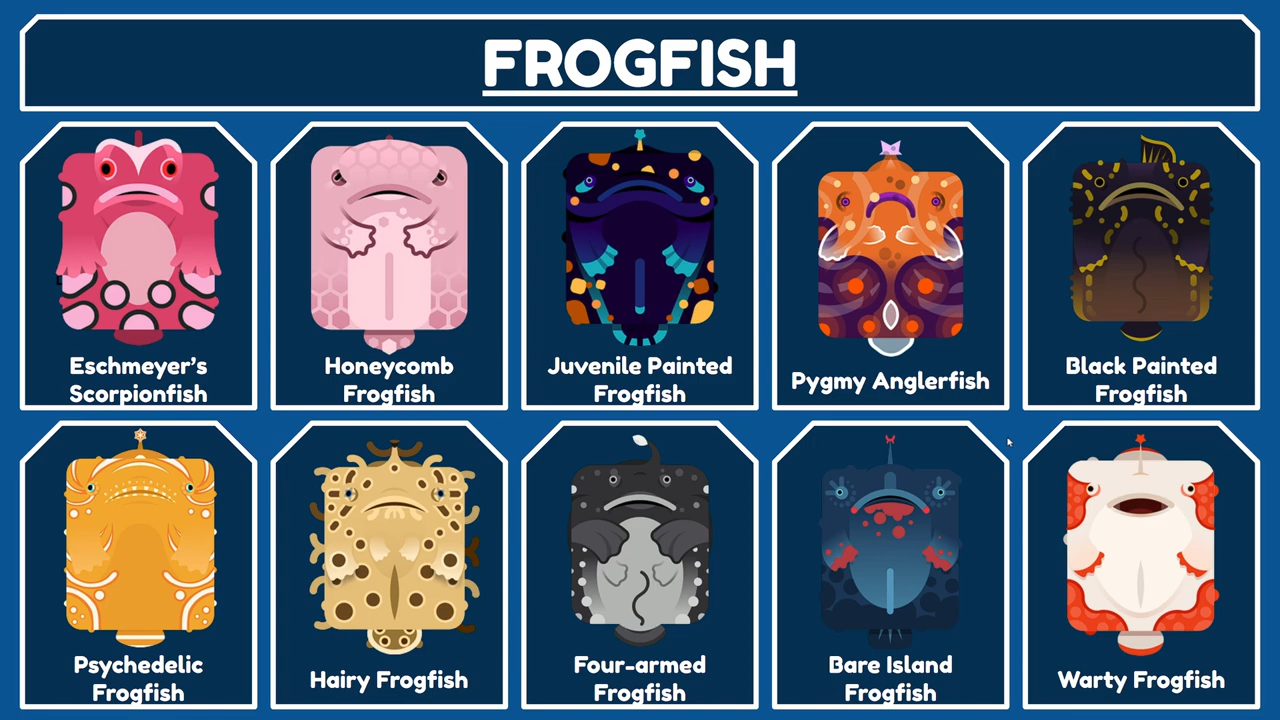 FROGFISH
Eschmeyer's
Scorpionfish
Honeycomb
Frogfish
Juvenile Painted
Frogfish
Pygmy Anglerfish
Black Painted
Frogfish
Psychedelic
Frogfish
Hairy Frogfish
Four-armed
Frogfish
Bare Island
Frogfish
Warty Frogfish